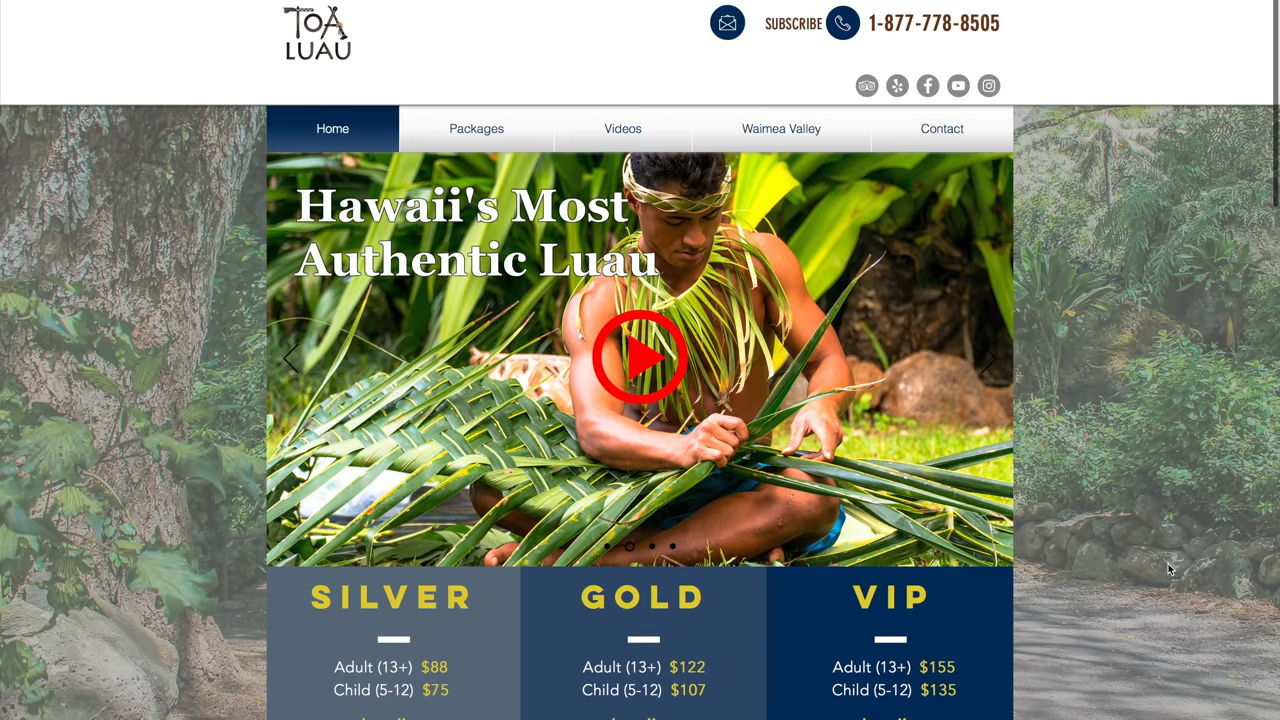 TOA
LUAU
SUBSCRIBE
1-877-778-8505
Home
Packages
Videos
Waimea Valley
Contact
Hawaii's Most
Authentic Luau
SILVER
GOLD
VIP
Adult (13+) $88
Adult (13+) $122
Adult (13+) $155
Child (5-12) $75
Child (5-12) $107
Child (5-12) $135